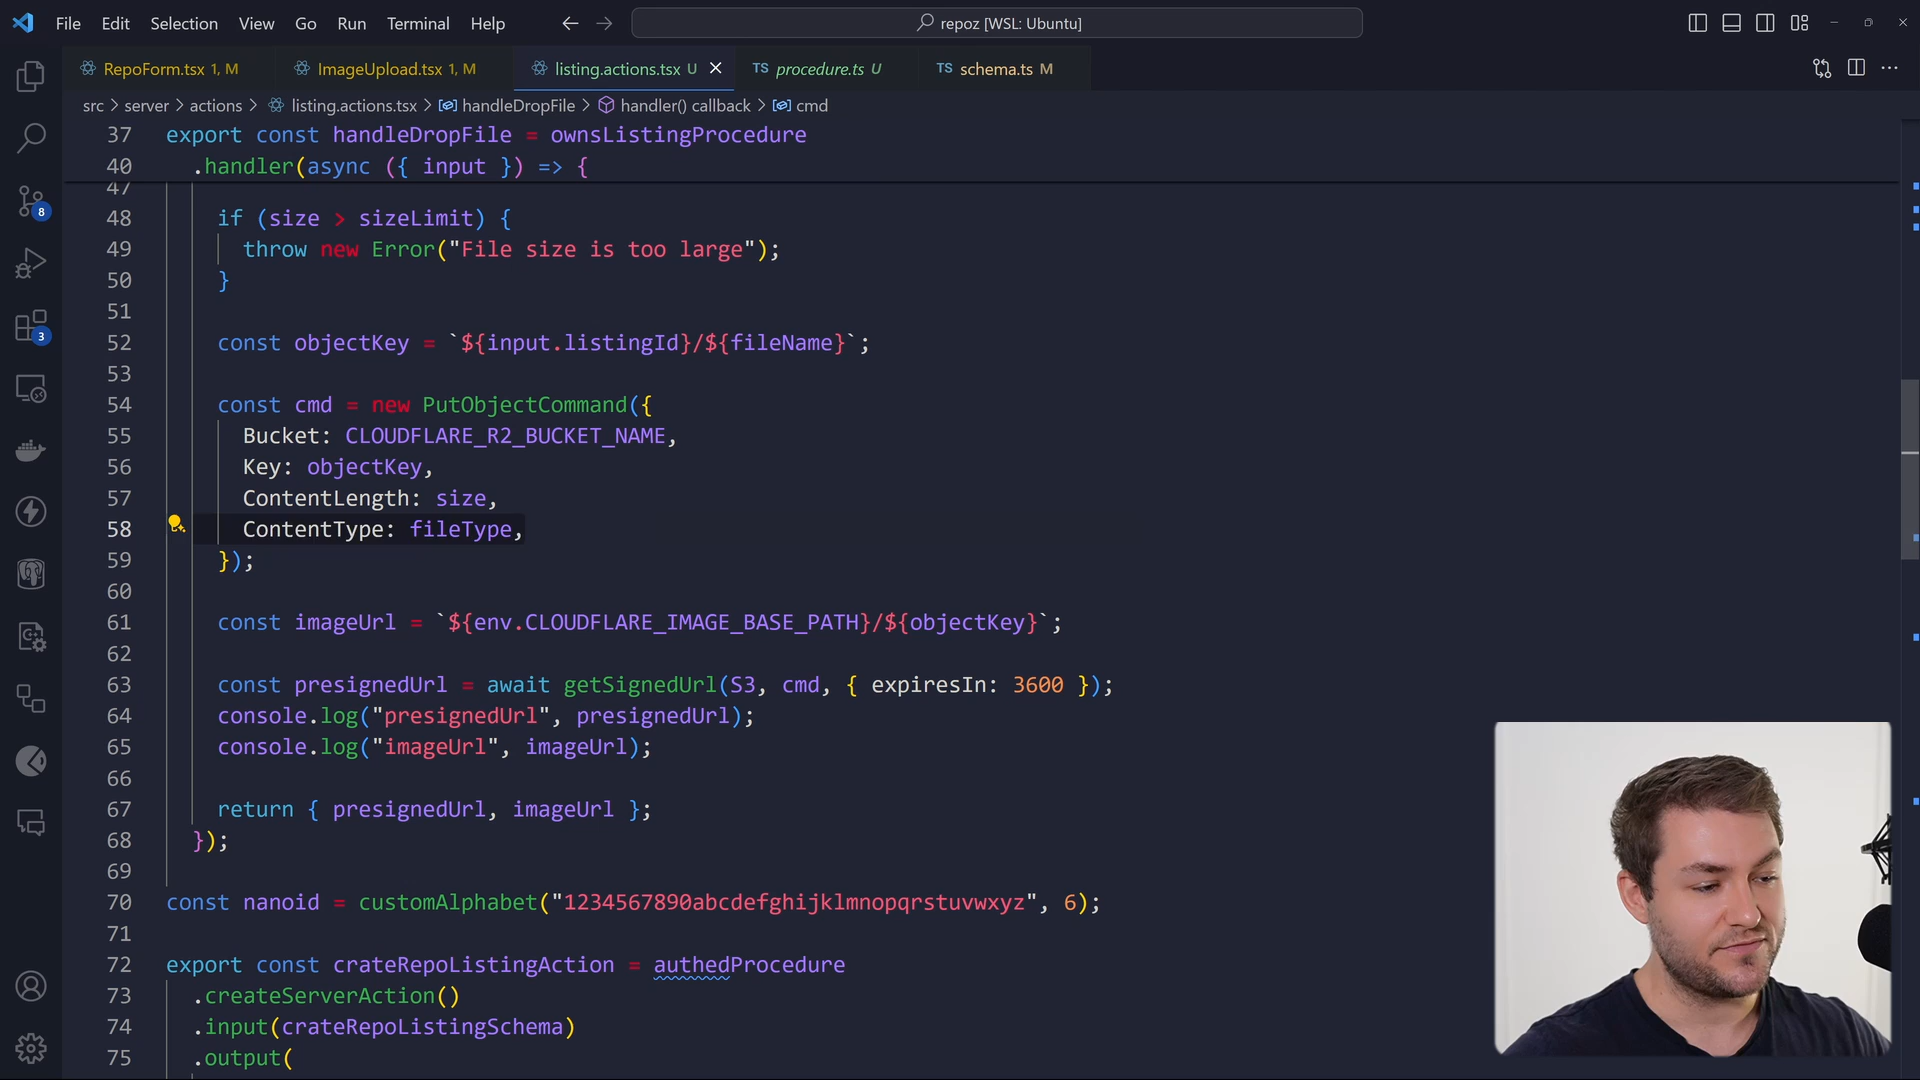 File Edit Selection View Go Run Terminal Help
repoz [WSL: Ubuntu]
RepoForm.tsx 1, M
ImageUpload.tsx 1, M
listing.actions.tsx U
TS procedure.ts U
TS schema.ts M
src > server > actions > listing.actions.tsx > handleDropFile > handler() callback > cmd
37 export const handleDropFile = ownsListingProcedure
40 .handler(async ({ input }) => {
47
48 if (size > sizeLimit) {
49 throw new Error("File size is too large");
50 }
51
52 const objectKey = `${input.listingId}/${fileName}`;
53
54 const cmd = new PutObjectCommand({
55 Bucket: CLOUDFLARE_R2_BUCKET_NAME,
56 Key: objectKey,
57 ContentLength: size,
58 ContentType: fileType,
59 });
60
61 const imageUrl = `${env.CLOUDFLARE_IMAGE_BASE_PATH}/${objectKey}`;
62
63 const presignedUrl = await getSignedUrl(S3, cmd, { expiresIn: 3600 });
64 console.log("presignedUrl", presignedUrl);
65 console.log("imageUrl", imageUrl);
66
67 return { presignedUrl, imageUrl };
68 });
69
70 const nanoid = customAlphabet("1234567890abcdefghijklmnopqrstuvwxyz", 6);
71
72 export const crateRepoListingAction = authedProcedure
73 .createServerAction()
74 .input(crateRepoListingSchema)
75 .output(
8
3